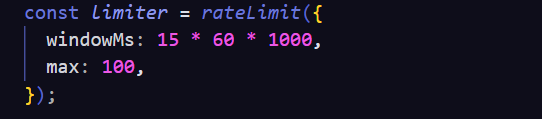 const limiter = rateLimit({
  windowMs: 15 * 60 * 1000,
  max: 100,
});